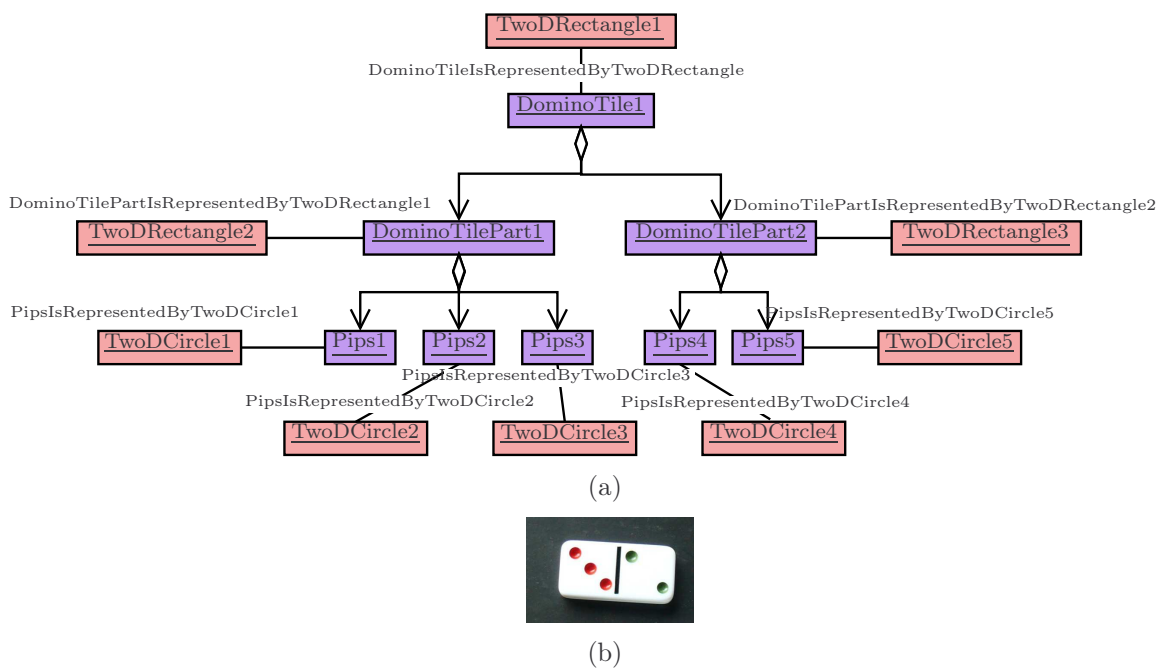 TwoDRectangle1
DominoTileIsRepresentedByTwoDRectangle
DominoTile1
DominoTilePartIsRepresentedByTwoDRectangle1
DominoTilePartIsRepresentedByTwoDRectangle2
TwoDRectangle2
DominoTilePart1
DominoTilePart2
TwoDRectangle3
PipsIsRepresentedByTwoDCircle1
PipsIsRepresentedByTwoDCircle5
TwoDCircle1
Pips1
Pips2
Pips3
Pips4
Pips5
TwoDCircle5
PipsIsRepresentedByTwoDCircle3
PipsIsRepresentedByTwoDCircle2
PipsIsRepresentedByTwoDCircle4
TwoDCircle2
TwoDCircle3
TwoDCircle4
(a)
(b)